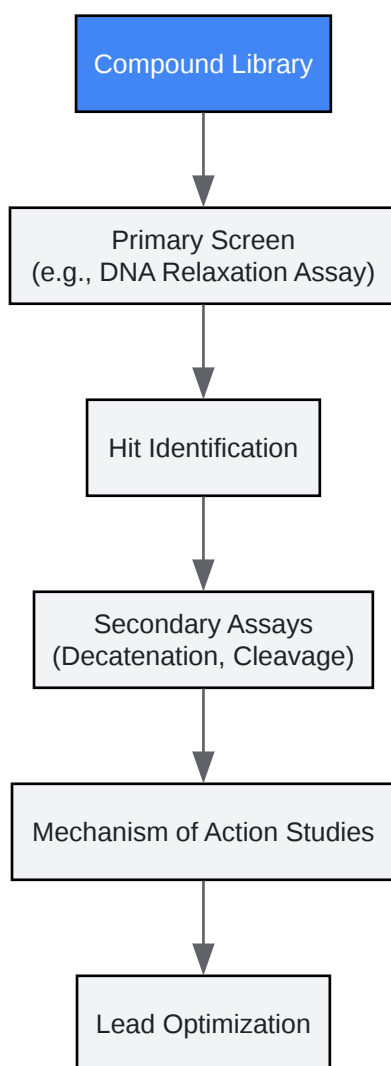 Compound Library
Primary Screen
(e.g., DNA Relaxation Assay)
Hit Identification
Secondary Assays
(Decatenation, Cleavage)
Mechanism of Action Studies
Lead Optimization